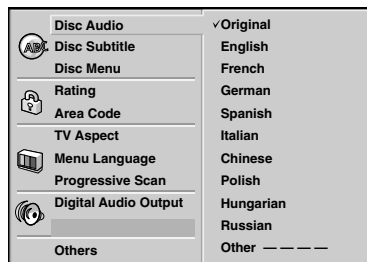 Disc Audio
Disc Subtitle
Disc Menu
Rating
Area Code
TV Aspect
Menu Language
Progressive Scan
Digital Audio Output
Others
✓Original
English
French
German
Spanish
Italian
Chinese
Polish
Hungarian
Russian
Other — — — —
ABC
A